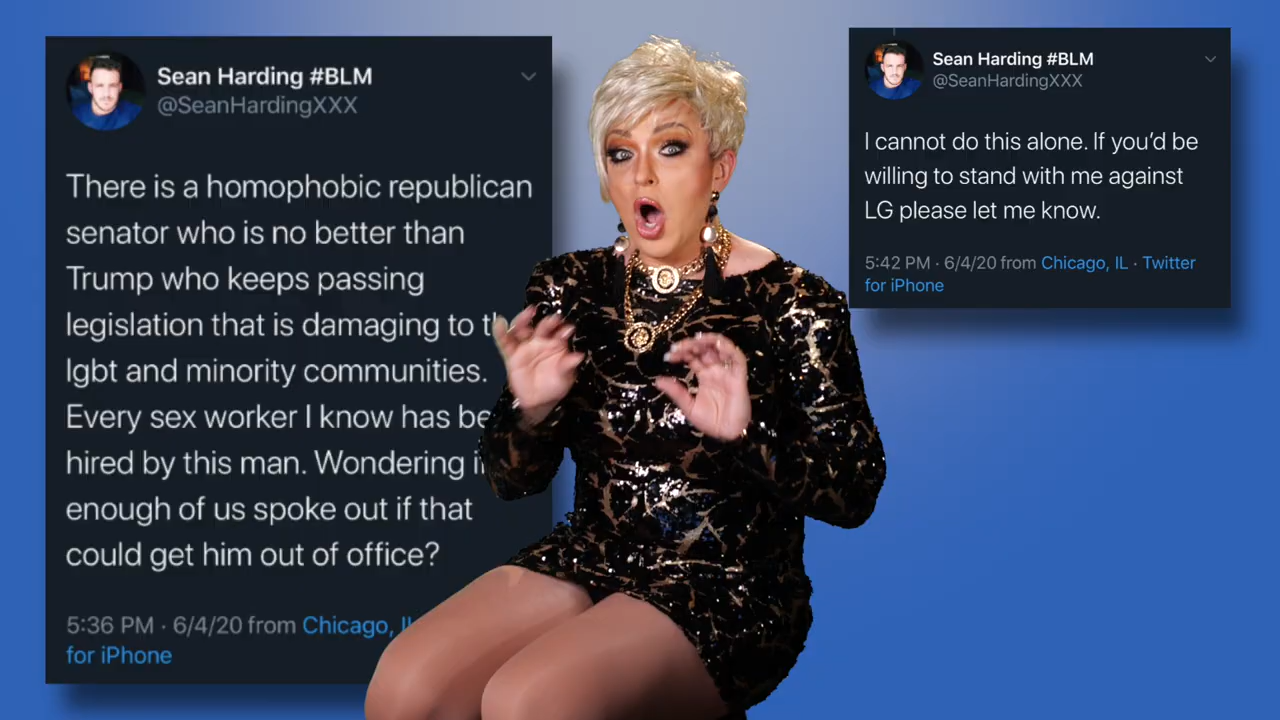 Sean Harding #BLM
@SeanHardingXXX
There is a homophobic republican
senator who is no better than
Trump who keeps passing
legislation that is damaging to
lgbt and minority communities.
Every sex worker I know has
hired by this man. Wondering
enough of us spoke out if that
could get him out of office?
5:36 PM · 6/4/20 from Chicago,
for iPhone
Sean Harding #BLM
@SeanHardingXXX
I cannot do this alone. If you’d be
willing to stand with me against
LG please let me know.
5:42 PM · 6/4/20 from Chicago, IL · Twitter
for iPhone